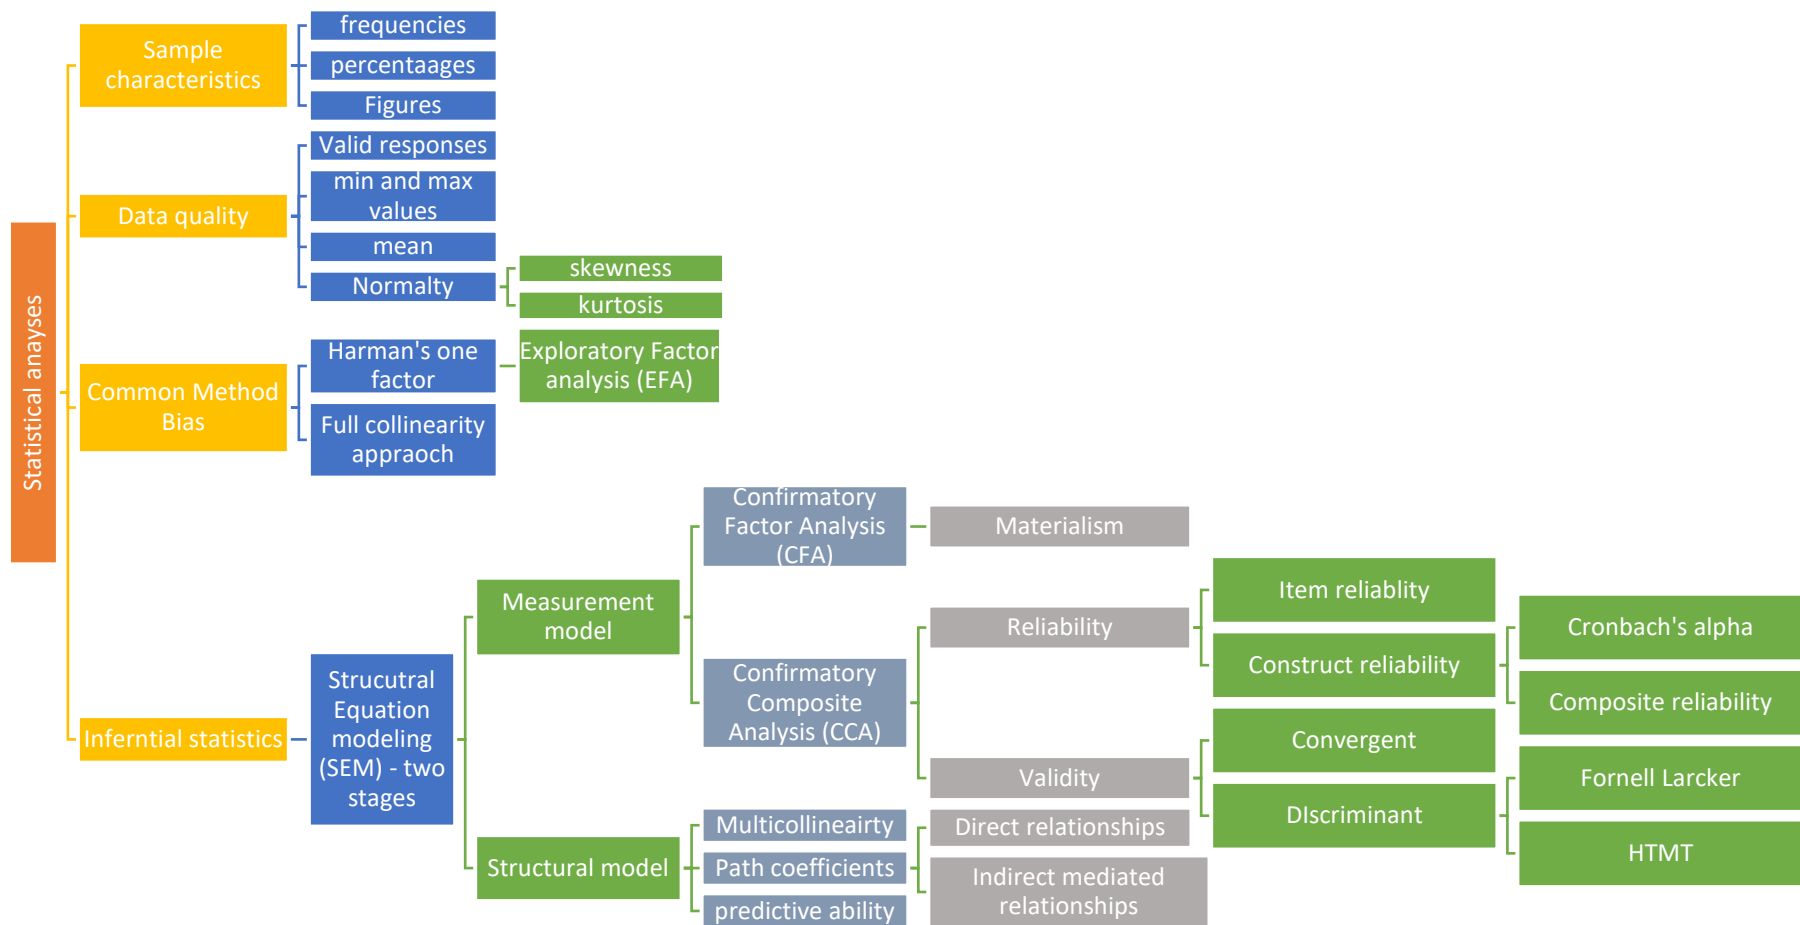 Statistical anayses
Sample
characteristics
frequencies
percentaages
Figures
Data quality
Valid responses
min and max
values
mean
Normalty
skewness
kurtosis
Common Method
Bias
Harman's one
factor
Exploratory Factor
analysis (EFA)
Full collinearity
appraoch
Inferntial statistics
Strucutral
Equation
modeling
(SEM) - two
stages
Measurement
model
Confirmatory
Factor Analysis
(CFA)
Materialism
Confirmatory
Composite
Analysis (CCA)
Reliability
Item reliablity
Construct reliability
Cronbach's alpha
Composite reliability
Validity
Convergent
DIscriminant
Fornell Larcker
HTMT
Structural model
Multicollineairty
Path coefficients
Direct relationships
Indirect mediated
relationships
predictive ability